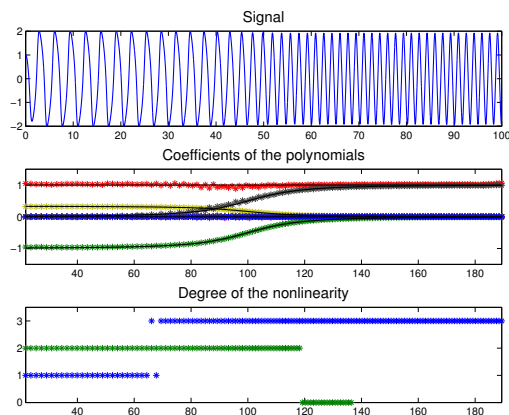 Signal
2
1
0
−1
−2
0 10 20 30 40 50 60 70 80 90 100
Coefficients of the polynomials
1
0
−1
40 60 80 100 120 140 160 180
Degree of the nonlinearity
3
2
1
0
40 60 80 100 120 140 160 180